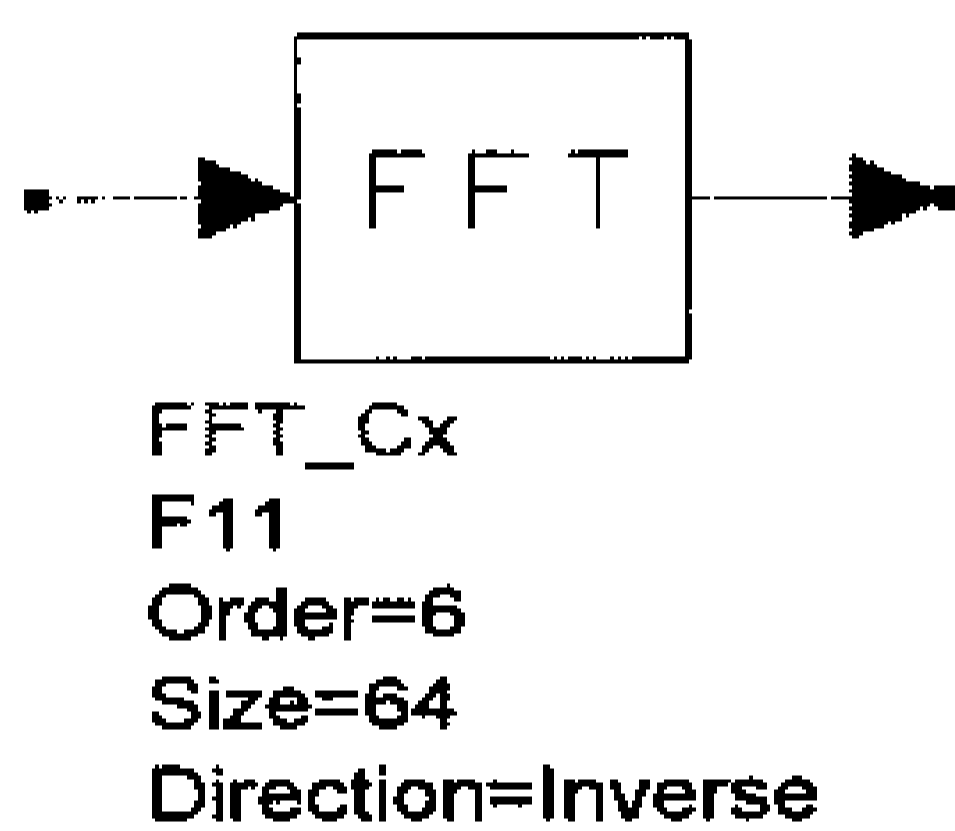 FFT
FFT_Cx
F11
Order=6
Size=64
Direction=Inverse